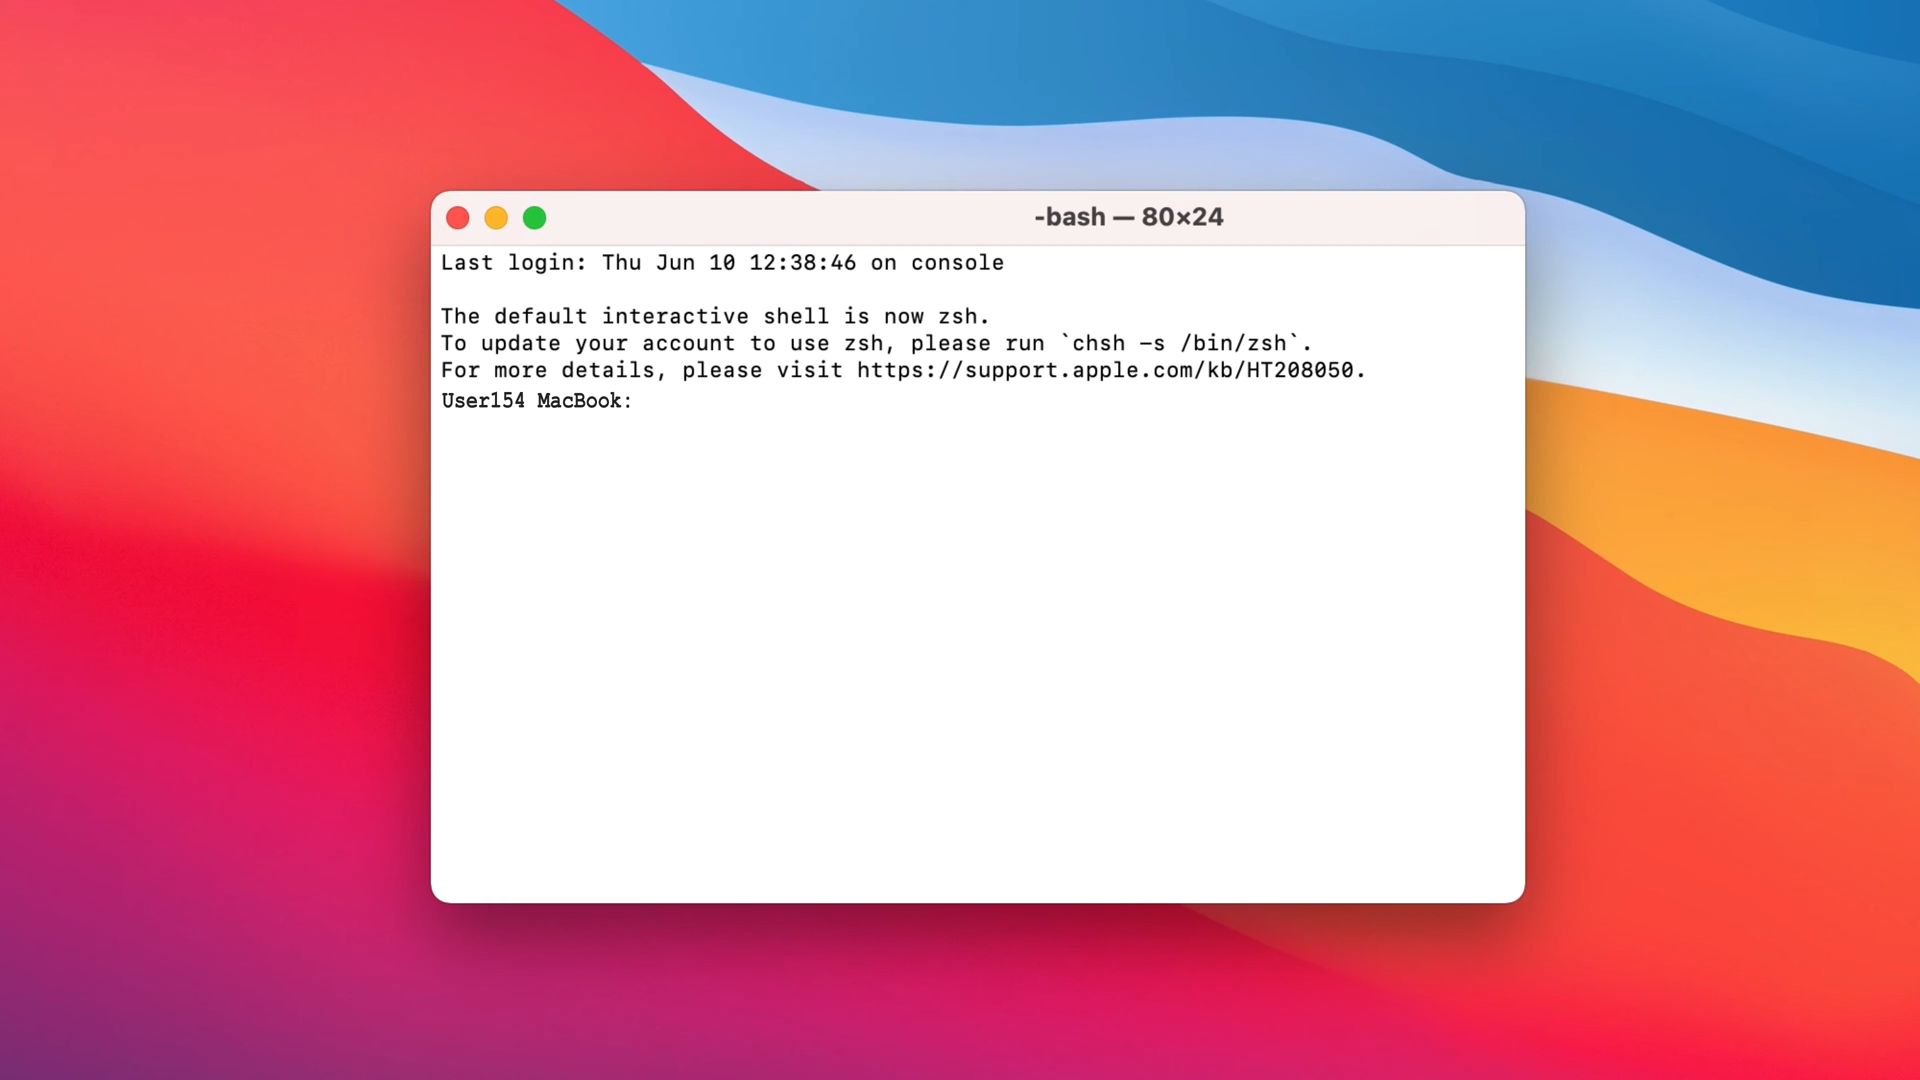 -bash — 80×24
Last login: Thu Jun 10 12:38:46 on console
The default interactive shell is now zsh.
To update your account to use zsh, please run `chsh -s /bin/zsh`.
For more details, please visit https://support.apple.com/kb/HT208050.
User154 MacBook: